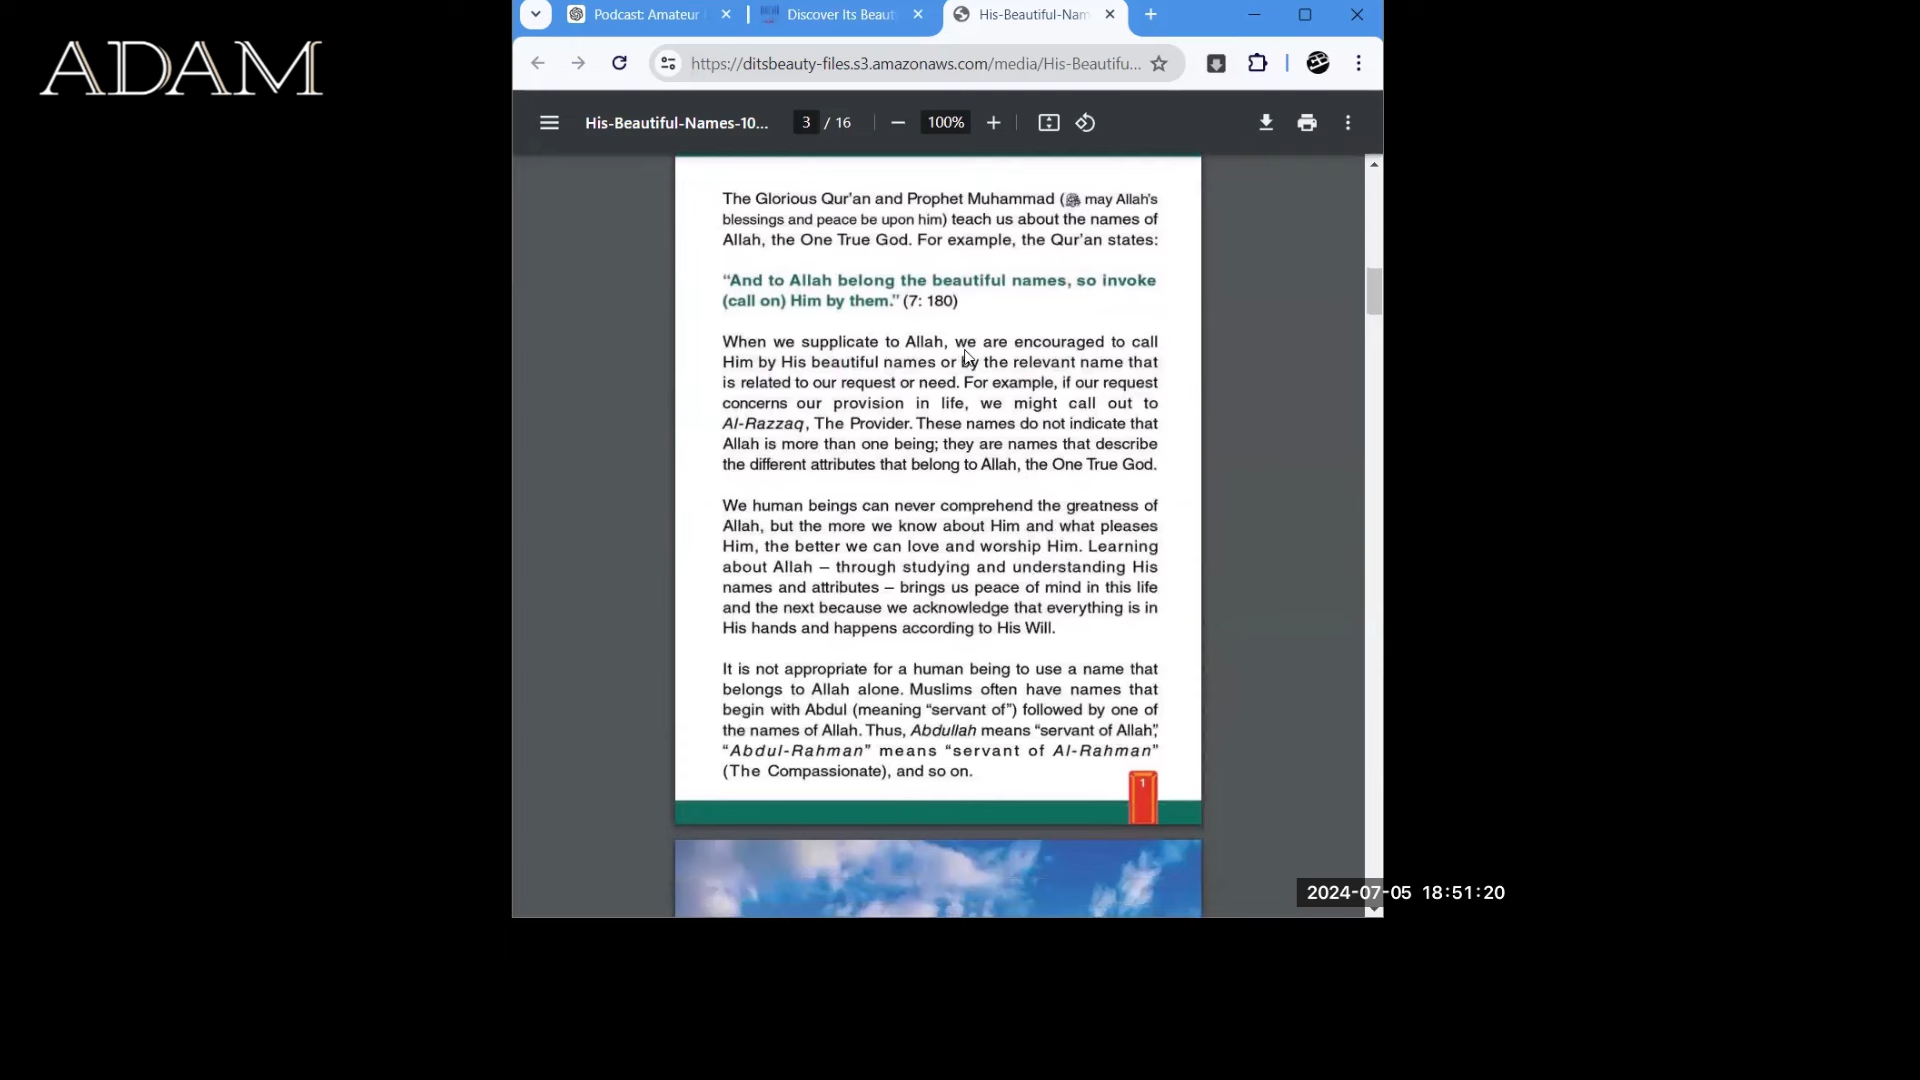 ADAM
Podcast: Amateur
Discover Its Beaut
His-Beautiful-Nam
https://ditsbeauty-files.s3.amazonaws.com/media/His-Beautifu...
His-Beautiful-Names-10...
3 / 16
100%
The Glorious Qur’an and Prophet Muhammad (ﷺ may Allah’s
blessings and peace be upon him) teach us about the names of
Allah, the One True God. For example, the Qur’an states:
“And to Allah belong the beautiful names, so invoke
(call on) Him by them.” (7: 180)
When we supplicate to Allah, we are encouraged to call
Him by His beautiful names or by the relevant name that
is related to our request or need. For example, if our request
concerns our provision in life, we might call out to
Al-Razzaq, The Provider. These names do not indicate that
Allah is more than one being; they are names that describe
the different attributes that belong to Allah, the One True God.
We human beings can never comprehend the greatness of
Allah, but the more we know about Him and what pleases
Him, the better we can love and worship Him. Learning
about Allah – through studying and understanding His
names and attributes – brings us peace of mind in this life
and the next because we acknowledge that everything is in
His hands and happens according to His Will.
It is not appropriate for a human being to use a name that
belongs to Allah alone. Muslims often have names that
begin with Abdul (meaning “servant of”) followed by one of
the names of Allah. Thus, Abdullah means “servant of Allah”,
“Abdul-Rahman” means “servant of Al-Rahman”
(The Compassionate), and so on.
1
2024-07-05 18:51:20